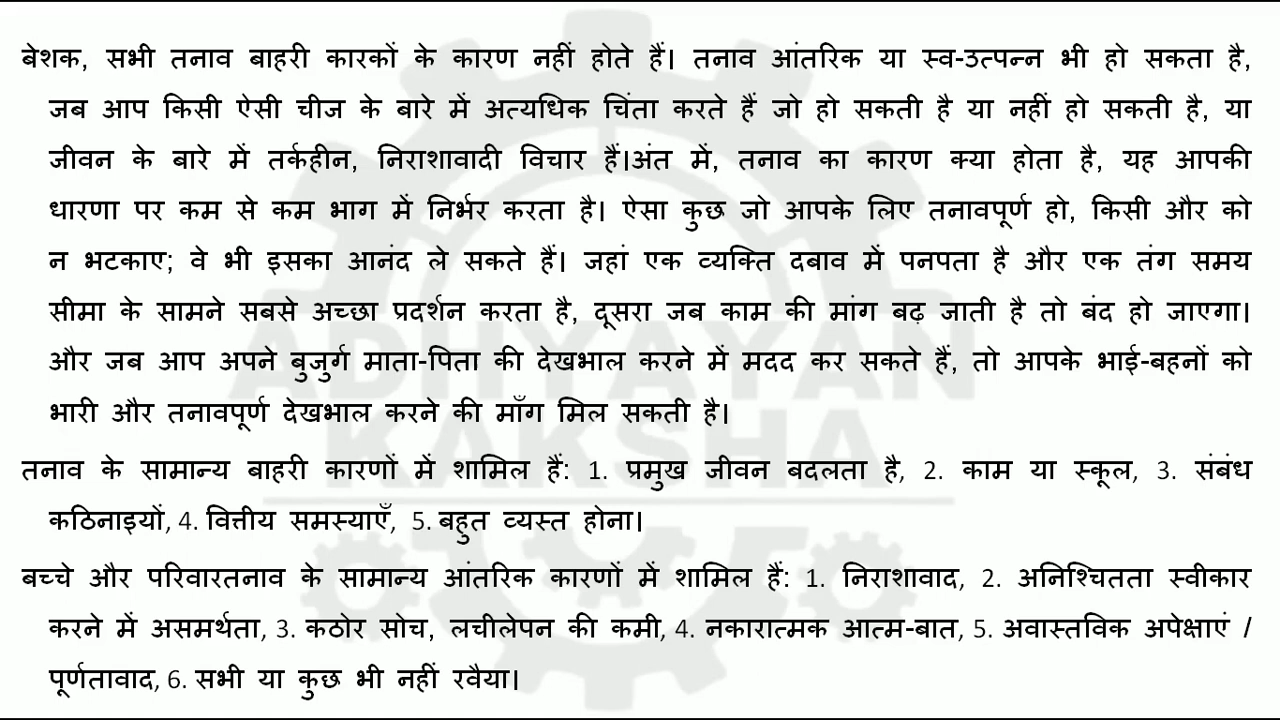 बेशक, सभी तनाव बाहरी कारकों के कारण नहीं होते हैं। तनाव आंतरिक या स्व-उत्पन्न भी हो सकता है,
जब आप किसी ऐसी चीज के बारे में अत्यधिक चिंता करते हैं जो हो सकती है या नहीं हो सकती है, या
जीवन के बारे में तर्कहीन, निराशावादी विचार हैं।अंत में, तनाव का कारण क्या होता है, यह आपकी
धारणा पर कम से कम भाग में निर्भर करता है। ऐसा कुछ जो आपके लिए तनावपूर्ण हो, किसी और को
न भटकाए; वे भी इसका आनंद ले सकते हैं। जहां एक व्यक्ति दबाव में पनपता है और एक तंग समय
सीमा के सामने सबसे अच्छा प्रदर्शन करता है, दूसरा जब काम की मांग बढ़ जाती है तो बंद हो जाएगा।
और जब आप अपने बुजुर्ग माता-पिता की देखभाल करने में मदद कर सकते हैं, तो आपके भाई-बहनों को
भारी और तनावपूर्ण देखभाल करने की माँग मिल सकती है।
तनाव के सामान्य बाहरी कारणों में शामिल हैं: 1. प्रमुख जीवन बदलता है, 2. काम या स्कूल, 3. संबंध
कठिनाइयों, 4. वित्तीय समस्याएँ, 5. बहुत व्यस्त होना।
बच्चे और परिवारतनाव के सामान्य आंतरिक कारणों में शामिल हैं: 1. निराशावाद, 2. अनिश्चितता स्वीकार
करने में असमर्थता, 3. कठोर सोच, लचीलेपन की कमी, 4. नकारात्मक आत्म-बात, 5. अवास्तविक अपेक्षाएं /
पूर्णतावाद, 6. सभी या कुछ भी नहीं रवैया।
ADHYAYAN
KAKSHA